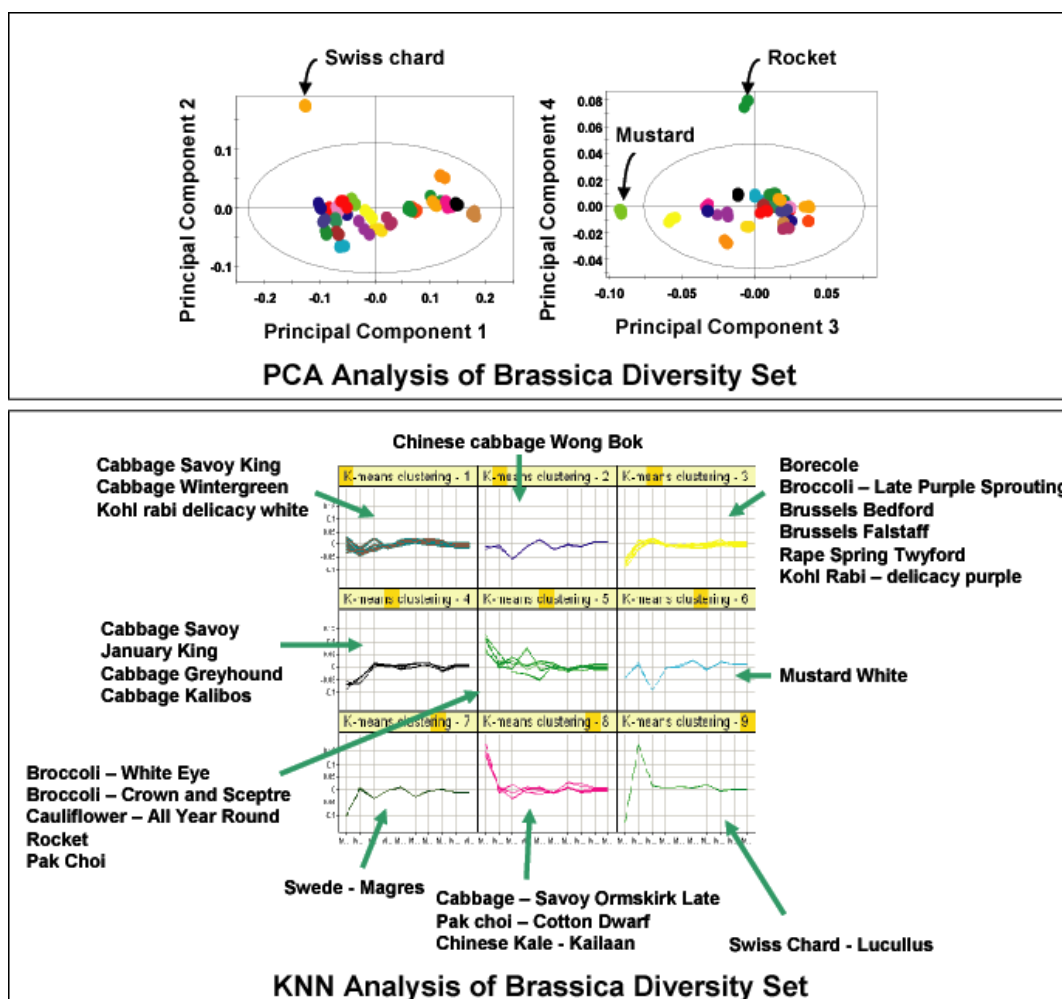 Swiss chard
Rocket
Mustard
Principal Component 2
0.1
0.0
-0.1
-0.2
-0.1
-0.0
0.1
0.2
Principal Component 1
Principal Component 4
0.08
0.06
0.04
0.02
0.00
-0.02
-0.04
-0.10
-0.05
-0.00
0.05
Principal Component 3
PCA Analysis of Brassica Diversity Set
Chinese cabbage Wong Bok
Cabbage Savoy King
Cabbage Wintergreen
Kohl rabi delicacy white
Borecole
Broccoli – Late Purple Sprouting
Brussels Bedford
Brussels Falstaff
Rape Spring Twyford
Kohl Rabi – delicacy purple
K-means clustering - 1
K-means clustering - 2
K-means clustering - 3
K-means clustering - 4
K-means clustering - 5
K-means clustering - 6
Cabbage Savoy
January King
Cabbage Greyhound
Cabbage Kalibos
Mustard White
K-means clustering - 7
K-means clustering - 8
K-means clustering - 9
Broccoli – White Eye
Broccoli – Crown and Sceptre
Cauliflower – All Year Round
Rocket
Pak Choi
Swede - Magres
Cabbage – Savoy Ormskirk Late
Pak choi – Cotton Dwarf
Chinese Kale - Kailaan
Swiss Chard - Lucullus
KNN Analysis of Brassica Diversity Set